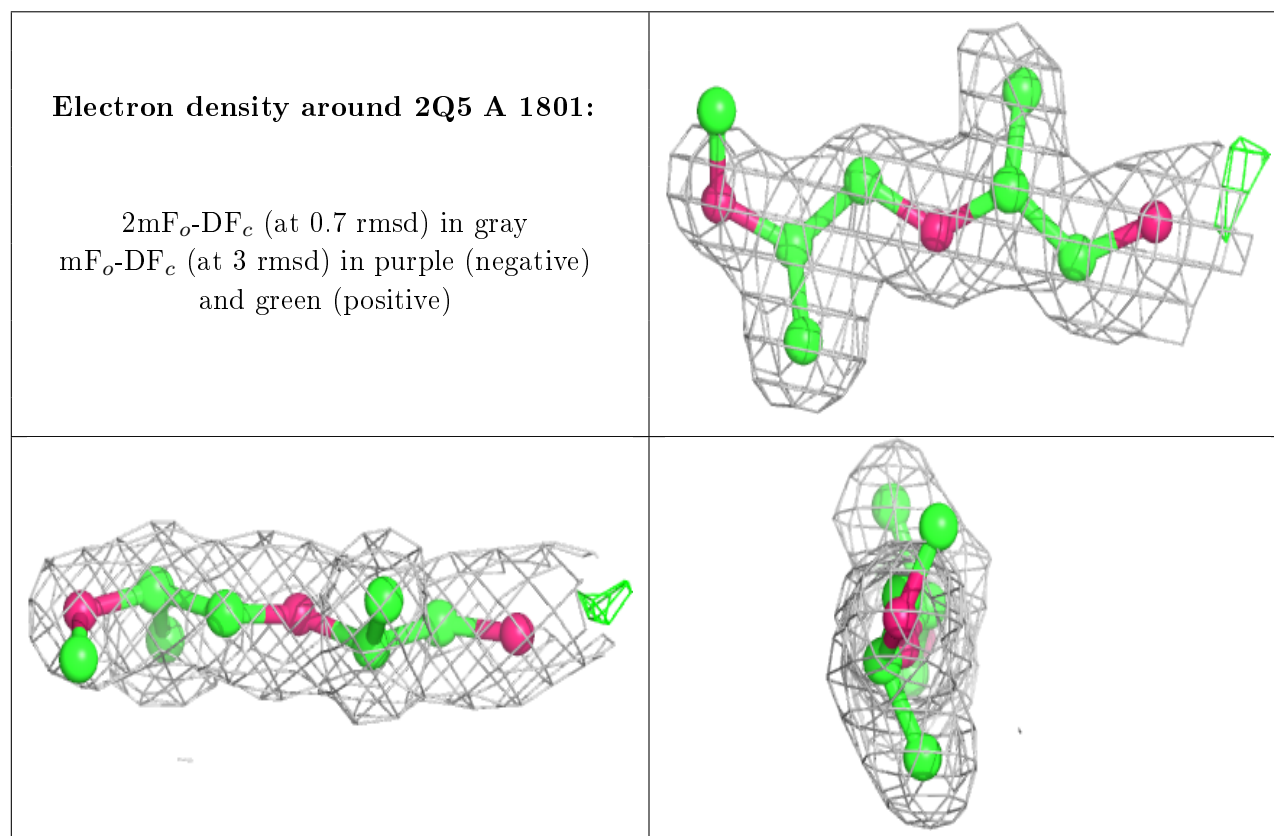 Electron density around 2Q5 A 1801:
2mFo-DFc (at 0.7 rmsd) in gray
mFo-DFc (at 3 rmsd) in purple (negative)
and green (positive)